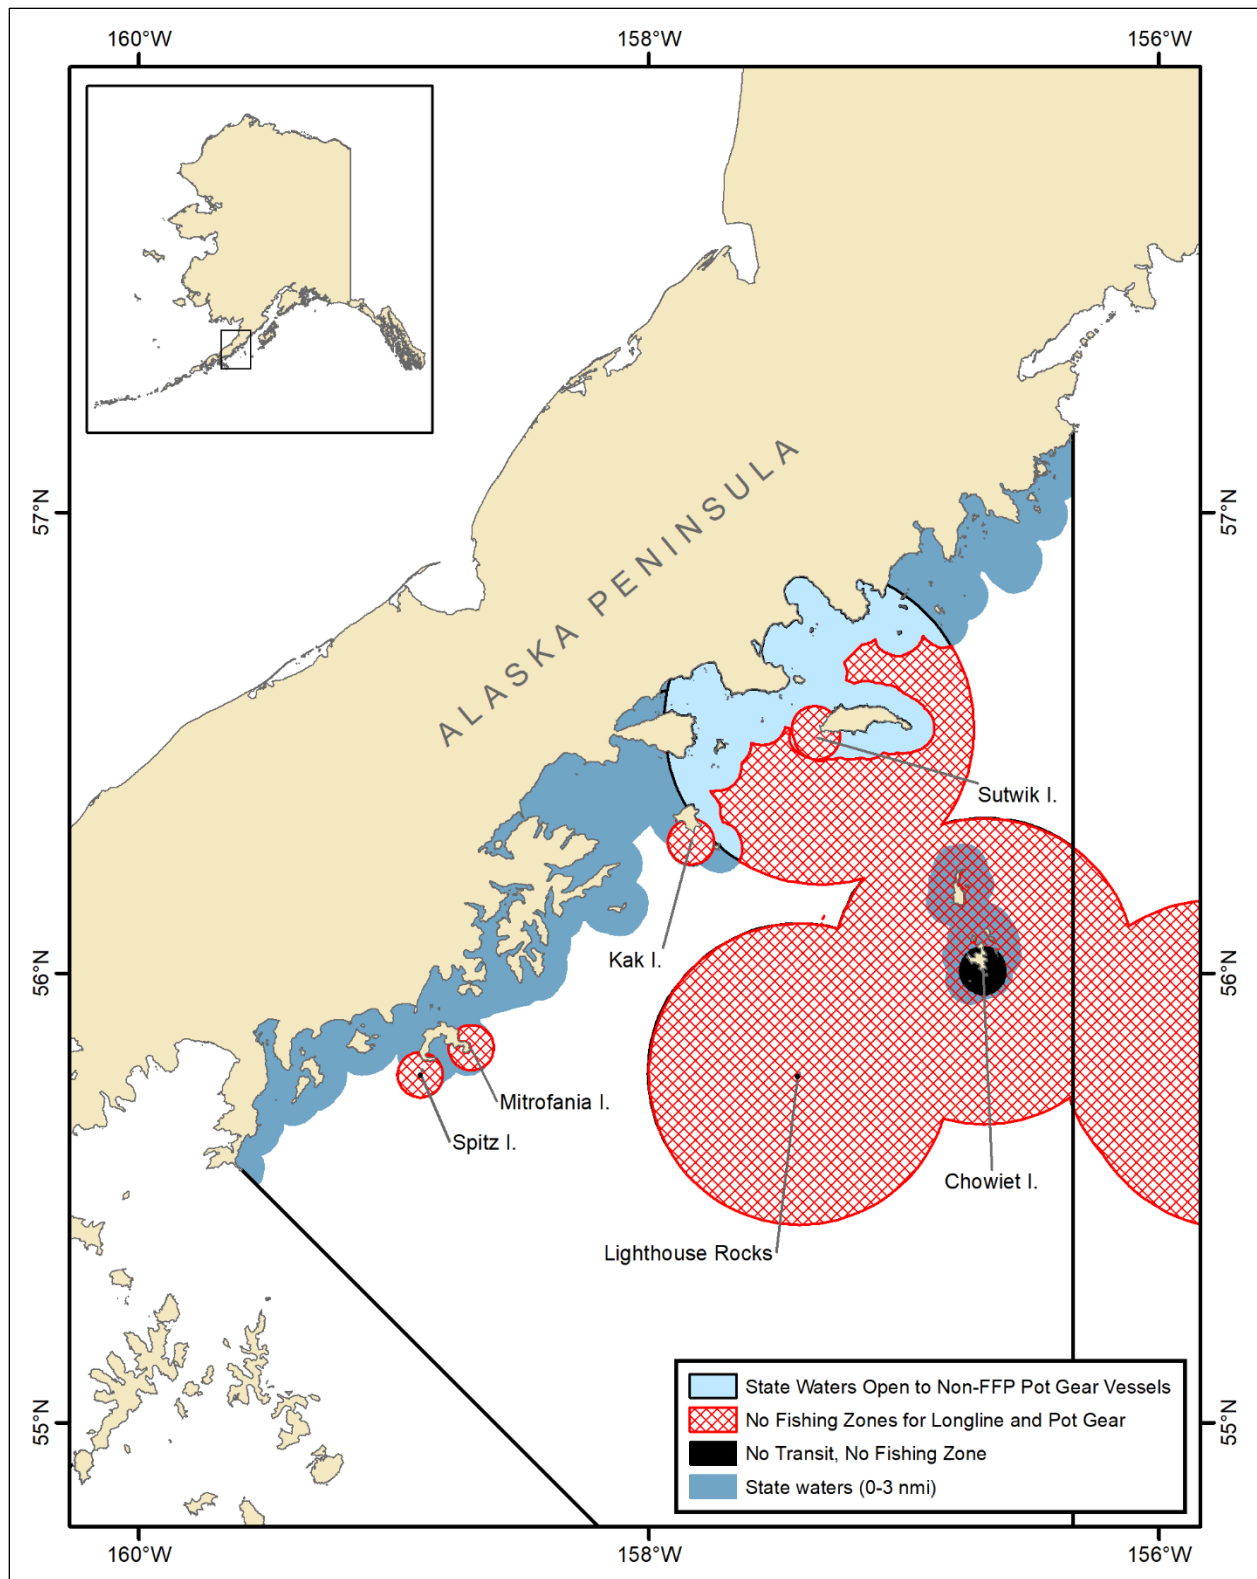 160°W 158°W 156°W
57°N 57°N
ALASKA PENINSULA
Sutwik I.
Kak I.
56°N 56°N
Mitrofania I.
Spitz I.
Chowiet I.
Lighthouse Rocks
State Waters Open to Non-FFP Pot Gear Vessels
No Fishing Zones for Longline and Pot Gear
No Transit, No Fishing Zone
State waters (0-3 nmi)
55°N 55°N
160°W 158°W 156°W